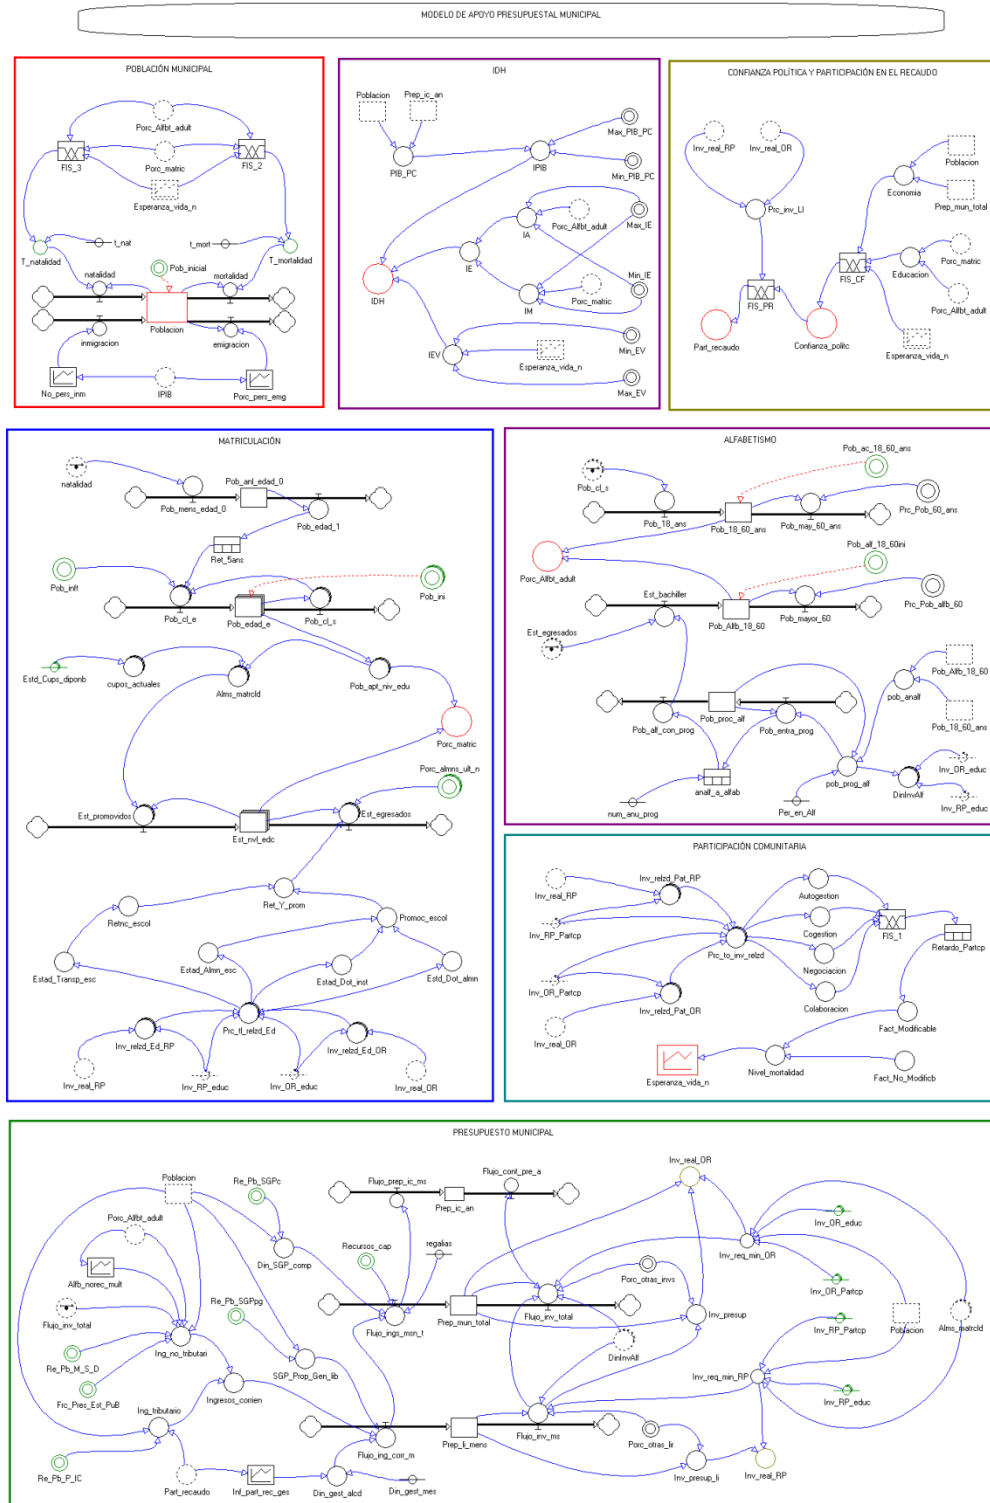 MODELO DE APOYO PRESUPUESTAL MUNICIPAL
POBLACIÓN MUNICIPAL
Porc_Alfbt_adult
FIS_3
Porc_matric
FIS_2
Esperanza_vida_n
t_nat
t_mort
T_natalidad
T_mortalidad
Pob_inicial
natalidad
mortalidad
Poblacion
inmigracion
emigracion
No_pers_inm
IPIB
Porc_pers_emg
IDH
Poblacion
Prep_ic_an
Max_PIB_PC
PIB_PC
IPIB
Min_PIB_PC
IA
Porc_Alfbt_adult
Max_IE
IE
IDH
Min_IE
IM
Porc_matric
IEV
Min_EV
Esperanza_vida_n
Max_EV
CONFIANZA POLÍTICA Y PARTICIPACIÓN EN EL RECAUDO
Inv_real_RP
Inv_real_OR
Poblacion
Economia
Prc_inv_LI
Prep_mun_total
Porc_matric
FIS_CF
Educacion
FIS_PR
Porc_Alfbt_adult
Part_recaudo
Confianza_politc
Esperanza_vida_n
MATRICULACIÓN
natalidad
Pob_anl_edad_0
Pob_mens_edad_0
Pob_edad_1
Ret_5ans
Pob_inft
Pob_ini
Pob_cl_e
Pob_edad_e
Pob_cl_s
Estd_Cups_diponb
cupos_actuales
Alms_matrcld
Pob_apt_niv_edu
Porc_matric
Porc_almns_ult_n
Est_promovidos
Est_egresados
Est_nvl_edc
Retnc_escol
Ret_Y_prom
Promoc_escol
Estad_Transp_esc
Estad_Almn_esc
Estad_Dot_inst
Estd_Dot_almn
Prc_tl_relzd_Ed
Inv_relzd_Ed_RP
Inv_relzd_Ed_OR
Inv_real_RP
Inv_RP_educ
Inv_OR_educ
Inv_real_OR
ALFABETISMO
Pob_ac_18_60_ans
Pob_cl_s
Pob_18_ans
Pob_18_60_ans
Pob_may_60_ans
Prc_Pob_60_ans
Pob_alf_18_60ini
Porc_Alfbt_adult
Est_bachiller
Pob_Alfb_18_60
Pob_mayor_60
Prc_Pob_alfb_60
Est_egresados
Pob_Alfb_18_60
Pob_proc_alf
pob_analf
Pob_alf_con_prog
Pob_entra_prog
Pob_18_60_ans
Inv_OR_educ
analf_a_alfab
pob_prog_alf
DinInvAlf
num_anu_prog
Per_en_Alf
Inv_RP_educ
PARTICIPACIÓN COMUNITARIA
Inv_relzd_Pat_RP
Inv_real_RP
Autogestion
Inv_RP_Partcp
Cogestion
FIS_1
Prc_to_inv_relzd
Retardo_Partcp
Negociacion
Inv_OR_Partcp
Colaboracion
Inv_relzd_Pat_OR
Inv_real_OR
Fact_Modificable
Esperanza_vida_n
Nivel_mortalidad
Fact_No_Modificb
PRESUPUESTO MUNICIPAL
Poblacion
Re_Pb_SGPc
Flujo_prep_ic_ms
Flujo_cont_pre_a
Inv_real_OR
Prep_ic_an
Porc_Alfbt_adult
Recursos_cap
regalias
Inv_OR_educ
Din_SGP_comp
Inv_req_min_OR
Alfb_norec_mult
Porc_otras_invs
Inv_OR_Partcp
Re_Pb_SGPpg
Flujo_inv_total
Flujo_ings_msn_t
Prep_mun_total
Flujo_inv_total
Inv_presup
Inv_RP_Partcp
Poblacion
Alms_matrcld
Ing_no_tributari
DinInvAlf
Re_Pb_M_S_D
SGP_Prop_Gen_lib
Inv_req_min_RP
Frc_Pres_Est_PuB
Ingresos_corrien
Inv_RP_educ
Ing_tributario
Flujo_ing_corr_m
Prep_li_mens
Flujo_inv_ms
Porc_otras_lir
Re_Pb_P_IC
Inv_presup_li
Inv_real_RP
Part_recaudo
Inf_part_rec_ges
Din_gest_alcd
Din_gest_mes